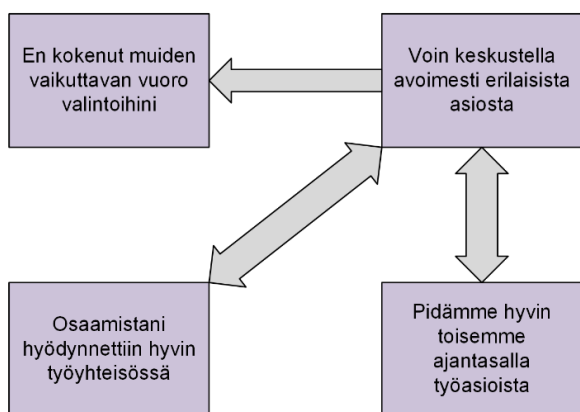 En kokenut muiden
vaikuttavan vuoro
valintoihini
Voin keskustella
avoimesti erilaisista
asiosta
Osaamistani
hyödynnettiin hyvin
työyhteisössä
Pidämme hyvin
toisemme
ajantasalla
työasioista